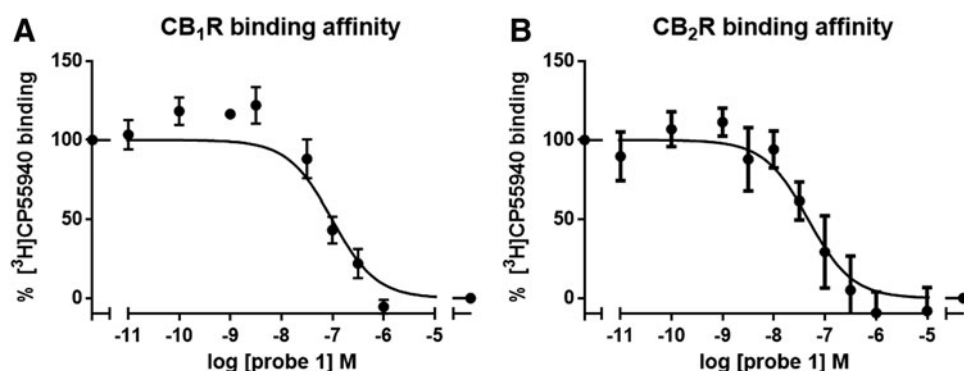 A
CB₁R binding affinity
% [³H]CP55940 binding
150
100
50
0
-11 -10 -9 -8 -7 -6 -5
log [probe 1] M
B
CB₂R binding affinity
% [³H]CP55940 binding
150
100
50
0
-11 -10 -9 -8 -7 -6 -5
log [probe 1] M